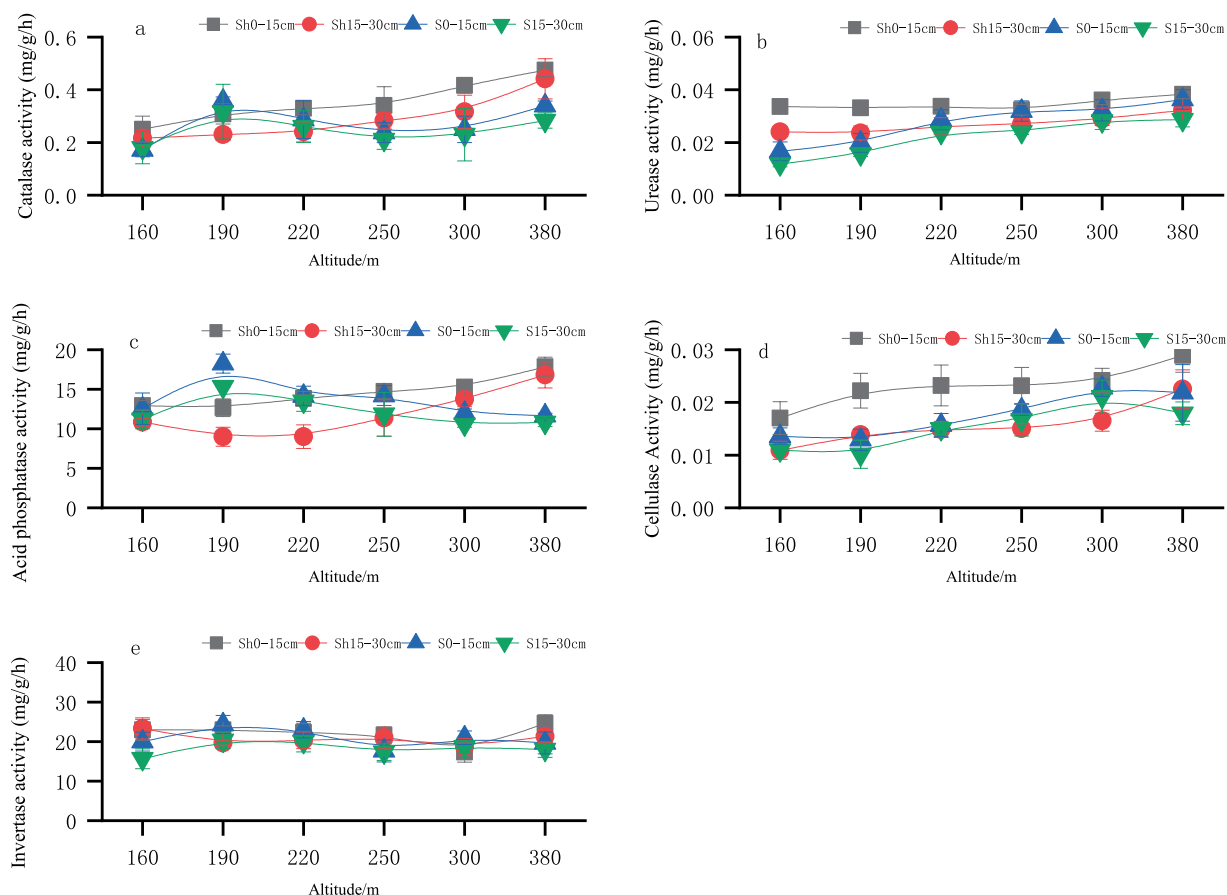 a
Sh0-15cm Sh15-30cm S0-15cm S15-30cm
Catalase activity (mg/g/h)
0.6
0.4
0.2
0.0
160 190 220 250 300 380
Altitude/m
b
Sh0-15cm Sh15-30cm S0-15cm S15-30cm
Urease activity (mg/g/h)
0.06
0.04
0.02
0.00
160 190 220 250 300 380
Altitude/m
c
Sh0-15cm Sh15-30cm S0-15cm S15-30cm
Acid phosphatase activity (mg/g/h)
20
15
10
5
0
160 190 220 250 300 380
Altitude/m
d
Sh0-15cm Sh15-30cm S0-15cm S15-30cm
Cellulase Activity (mg/g/h)
0.03
0.02
0.01
0.00
160 190 220 250 300 380
Altitude/m
e
Sh0-15cm Sh15-30cm S0-15cm S15-30cm
Invertase activity (mg/g/h)
40
30
20
10
0
160 190 220 250 300 380
Altitude/m